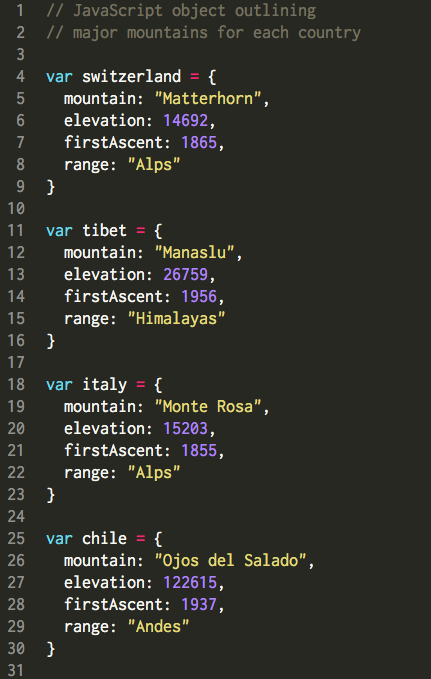 1 // JavaScript object outlining
2 // major mountains for each country
3
4 var switzerland = {
5   mountain: "Matterhorn",
6   elevation: 14692,
7   firstAscent: 1865,
8   range: "Alps"
9 }
10
11 var tibet = {
12   mountain: "Manaslu",
13   elevation: 26759,
14   firstAscent: 1956,
15   range: "Himalayas"
16 }
17
18 var italy = {
19   mountain: "Monte Rosa",
20   elevation: 15203,
21   firstAscent: 1855,
22   range: "Alps"
23 }
24
25 var chile = {
26   mountain: "Ojos del Salado",
27   elevation: 122615,
28   firstAscent: 1937,
29   range: "Andes"
30 }
31